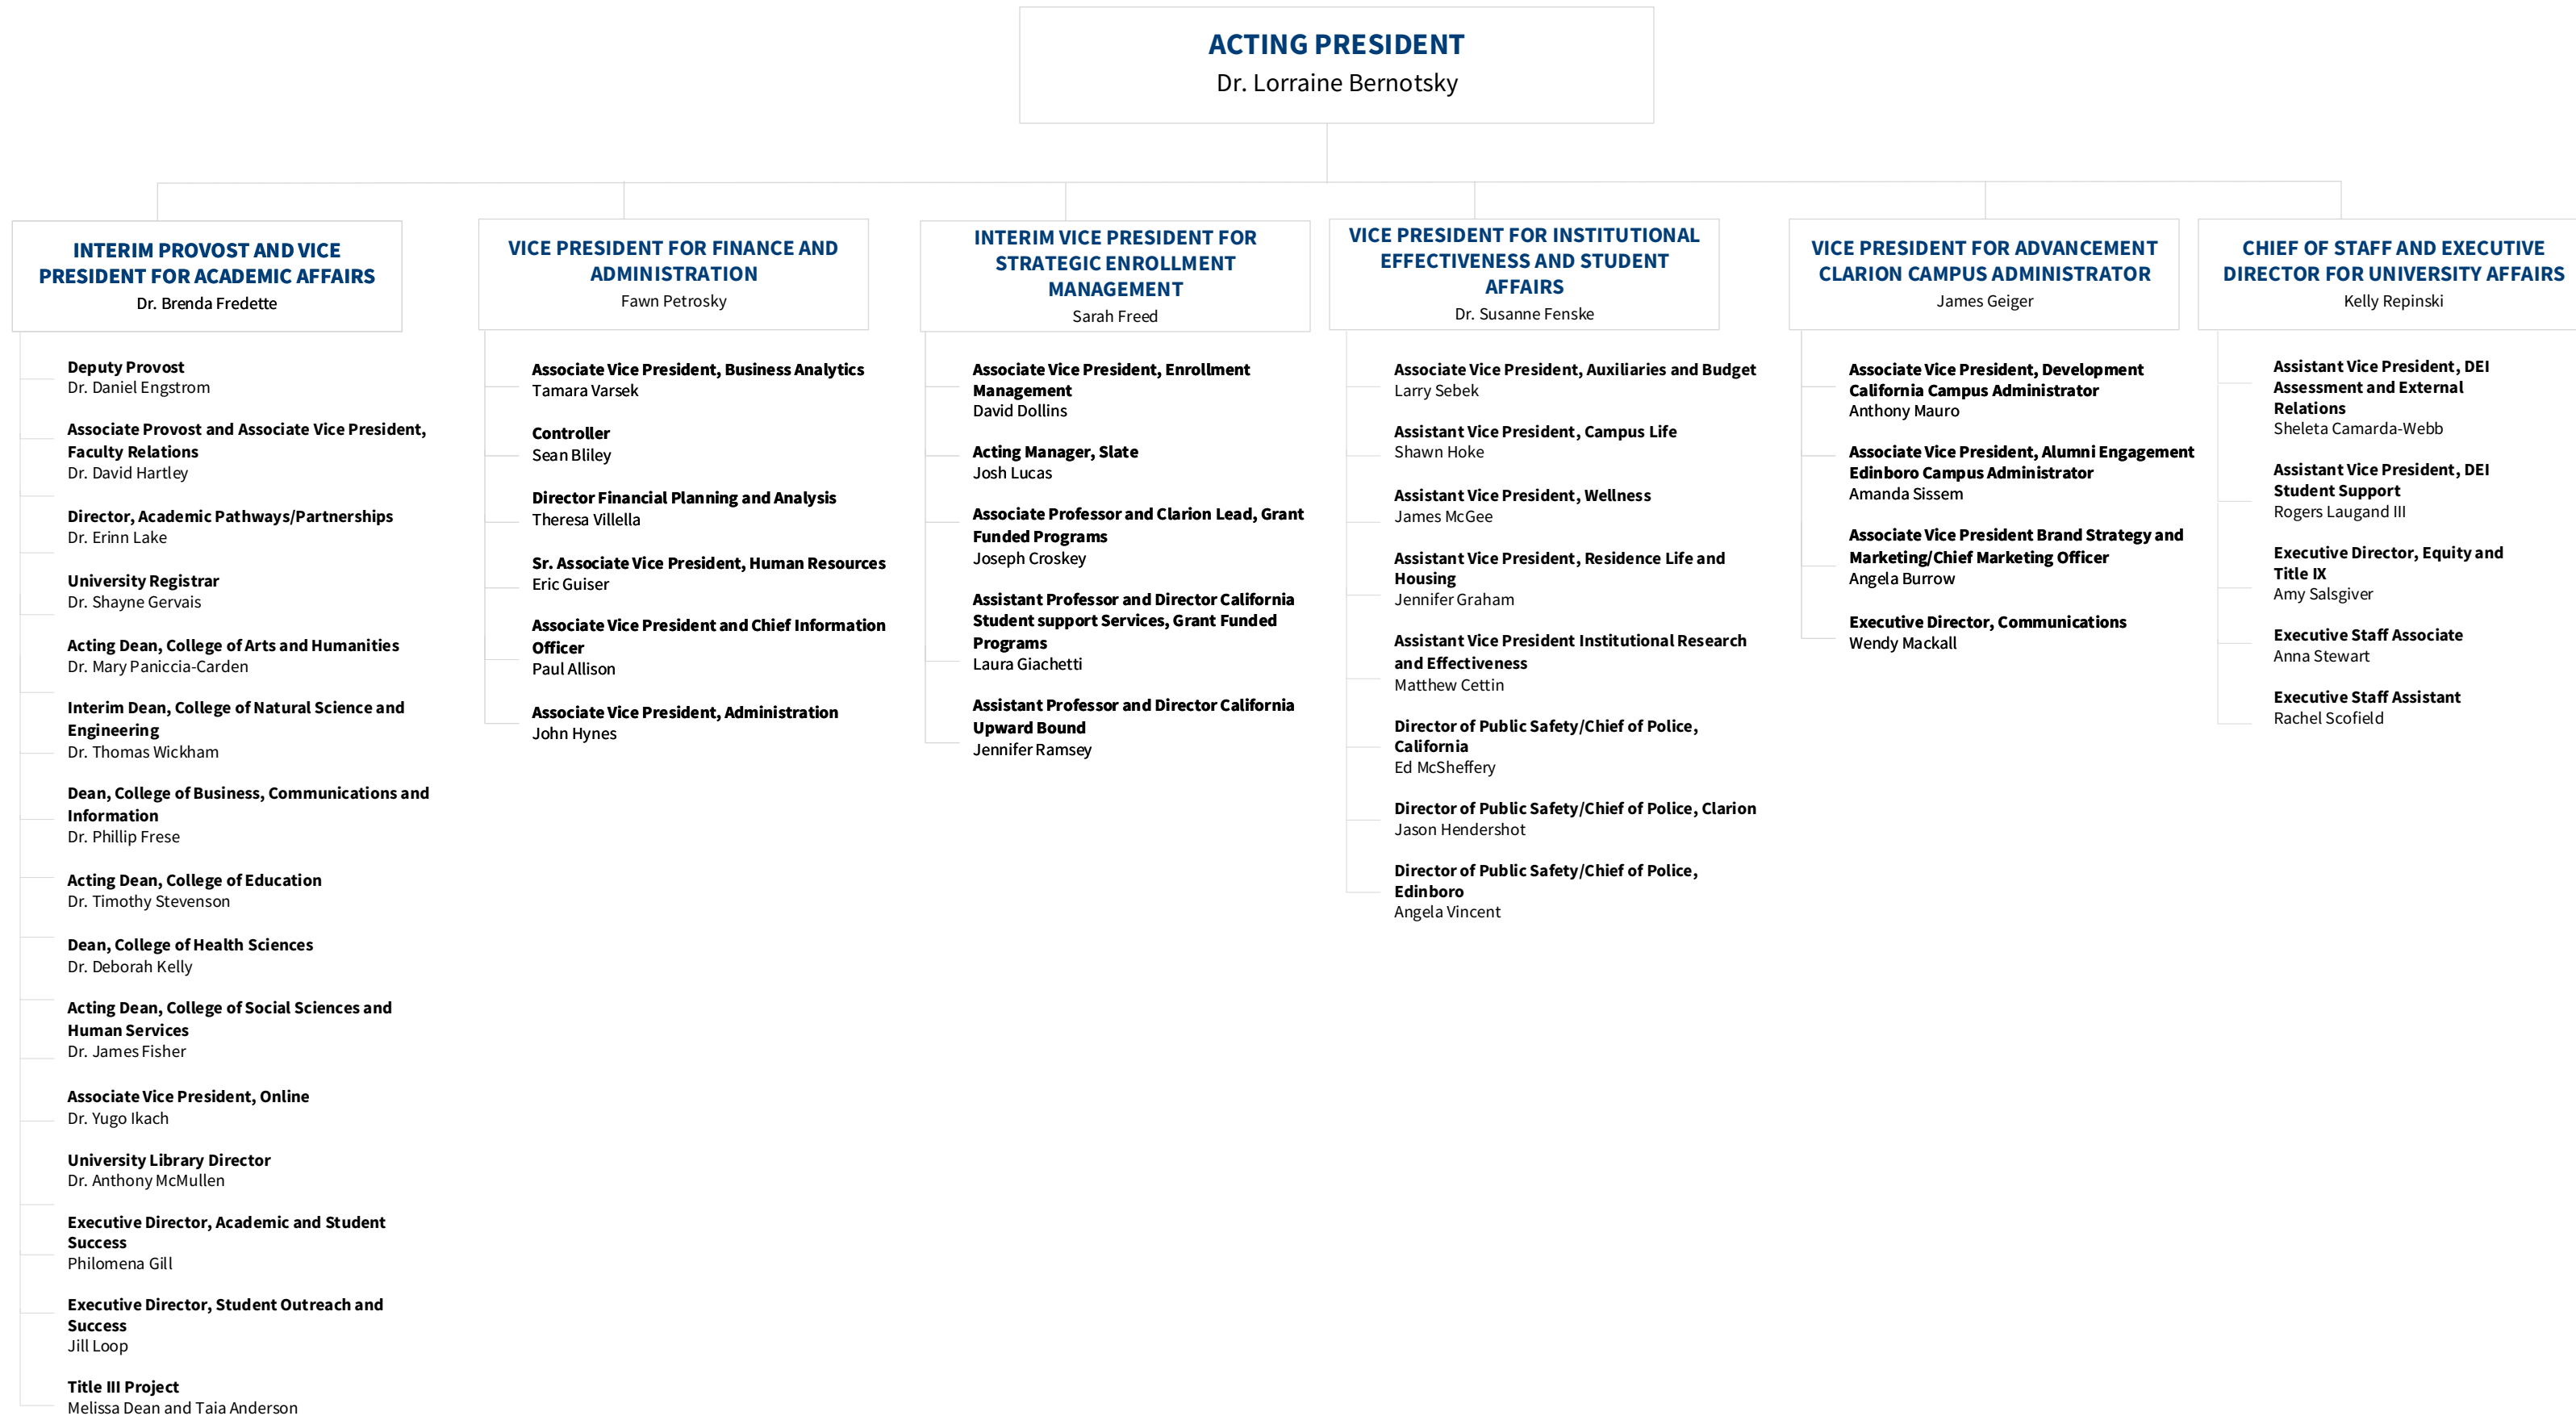 ACTING PRESIDENT
Dr. Lorraine Bernotsky
INTERIM PROVOST AND VICE
PRESIDENT FOR ACADEMIC AFFAIRS
Dr. Brenda Fredette
Deputy Provost
Dr. Daniel Engstrom
Associate Provost and Associate Vice President,
Faculty Relations
Dr. David Hartley
Director, Academic Pathways/Partnerships
Dr. Erinn Lake
University Registrar
Dr. Shayne Gervais
Acting Dean, College of Arts and Humanities
Dr. Mary Paniccia-Carden
Interim Dean, College of Natural Science and
Engineering
Dr. Thomas Wickham
Dean, College of Business, Communications and
Information
Dr. Phillip Frese
Acting Dean, College of Education
Dr. Timothy Stevenson
Dean, College of Health Sciences
Dr. Deborah Kelly
Acting Dean, College of Social Sciences and
Human Services
Dr. James Fisher
Associate Vice President, Online
Dr. Yugo Ikach
University Library Director
Dr. Anthony McMullen
Executive Director, Academic and Student
Success
Philomena Gill
Executive Director, Student Outreach and
Success
Jill Loop
Title III Project
Melissa Dean and Taia Anderson
VICE PRESIDENT FOR FINANCE AND
ADMINISTRATION
Fawn Petrosky
Associate Vice President, Business Analytics
Tamara Varsek
Controller
Sean Bliley
Director Financial Planning and Analysis
Theresa Villella
Sr. Associate Vice President, Human Resources
Eric Guiser
Associate Vice President and Chief Information
Officer
Paul Allison
Associate Vice President, Administration
John Hynes
INTERIM VICE PRESIDENT FOR
STRATEGIC ENROLLMENT
MANAGEMENT
Sarah Freed
Associate Vice President, Enrollment
Management
David Dollins
Acting Manager, Slate
Josh Lucas
Associate Professor and Clarion Lead, Grant
Funded Programs
Joseph Croskey
Assistant Professor and Director California
Student support Services, Grant Funded
Programs
Laura Giachetti
Assistant Professor and Director California
Upward Bound
Jennifer Ramsey
VICE PRESIDENT FOR INSTITUTIONAL
EFFECTIVENESS AND STUDENT
AFFAIRS
Dr. Susanne Fenske
Associate Vice President, Auxiliaries and Budget
Larry Sebek
Assistant Vice President, Campus Life
Shawn Hoke
Assistant Vice President, Wellness
James McGee
Assistant Vice President, Residence Life and
Housing
Jennifer Graham
Assistant Vice President Institutional Research
and Effectiveness
Matthew Cettin
Director of Public Safety/Chief of Police,
California
Ed McSheffery
Director of Public Safety/Chief of Police, Clarion
Jason Hendershot
Director of Public Safety/Chief of Police,
Edinboro
Angela Vincent
VICE PRESIDENT FOR ADVANCEMENT
CLARION CAMPUS ADMINISTRATOR
James Geiger
Associate Vice President, Development
California Campus Administrator
Anthony Mauro
Associate Vice President, Alumni Engagement
Edinboro Campus Administrator
Amanda Sissem
Associate Vice President Brand Strategy and
Marketing/Chief Marketing Officer
Angela Burrow
Executive Director, Communications
Wendy Mackall
CHIEF OF STAFF AND EXECUTIVE
DIRECTOR FOR UNIVERSITY AFFAIRS
Kelly Repinski
Assistant Vice President, DEI
Assessment and External
Relations
Sheleta Camarda-Webb
Assistant Vice President, DEI
Student Support
Rogers Laugand III
Executive Director, Equity and
Title IX
Amy Salsgiver
Executive Staff Associate
Anna Stewart
Executive Staff Assistant
Rachel Scofield